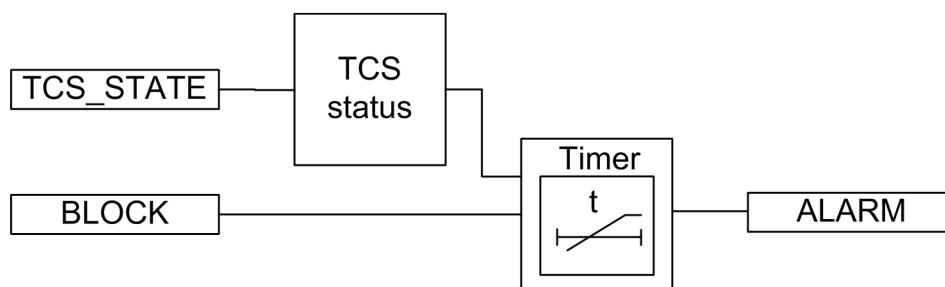 TCS_STATE
TCS
status
BLOCK
Timer
t
ALARM